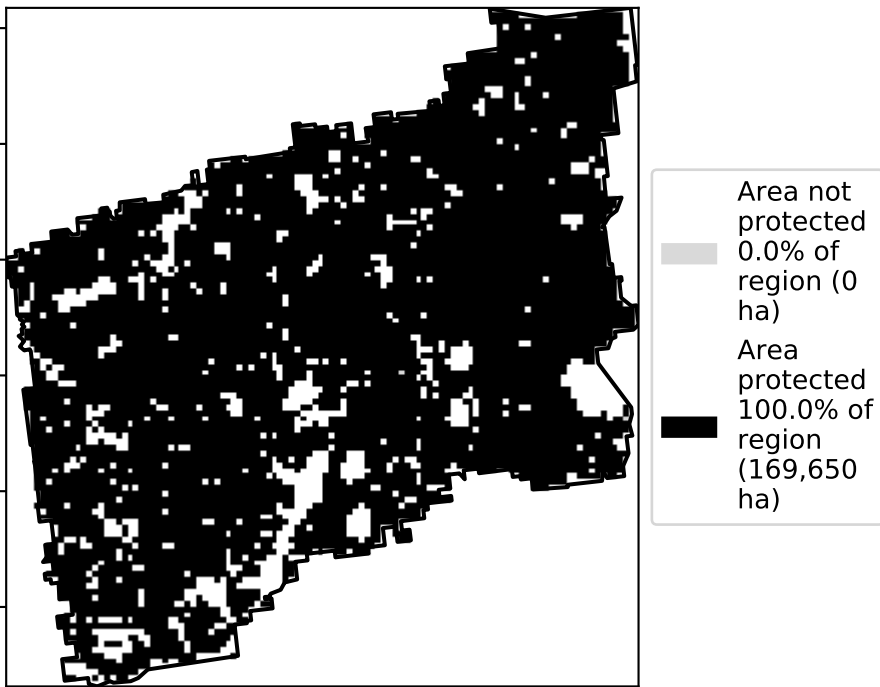 Area not
protected
0.0% of
region (0
ha)
Area
protected
100.0% of
region
(169,650
ha)